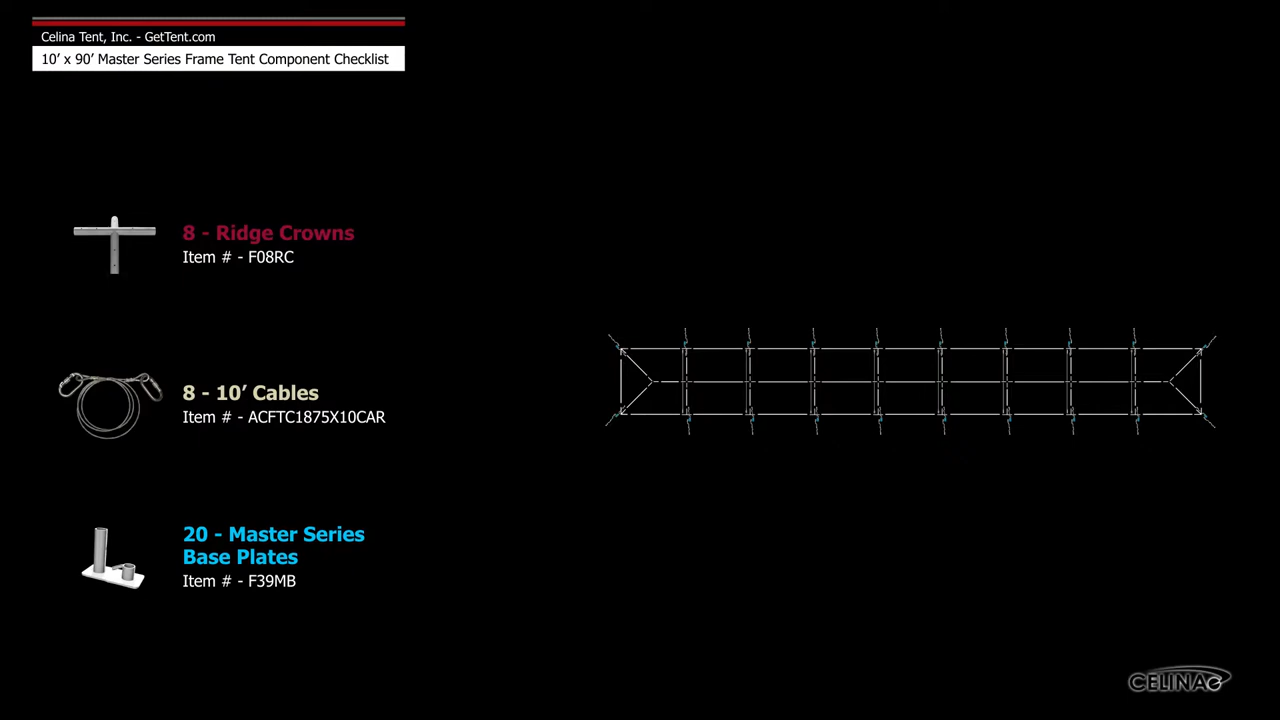 Celina Tent, Inc. - GetTent.com
10’ x 90’ Master Series Frame Tent Component Checklist
8 - Ridge Crowns
Item # - F08RC
8 - 10’ Cables
Item # - ACFTC1875X10CAR
20 - Master Series
Base Plates
Item # - F39MB
CELINA